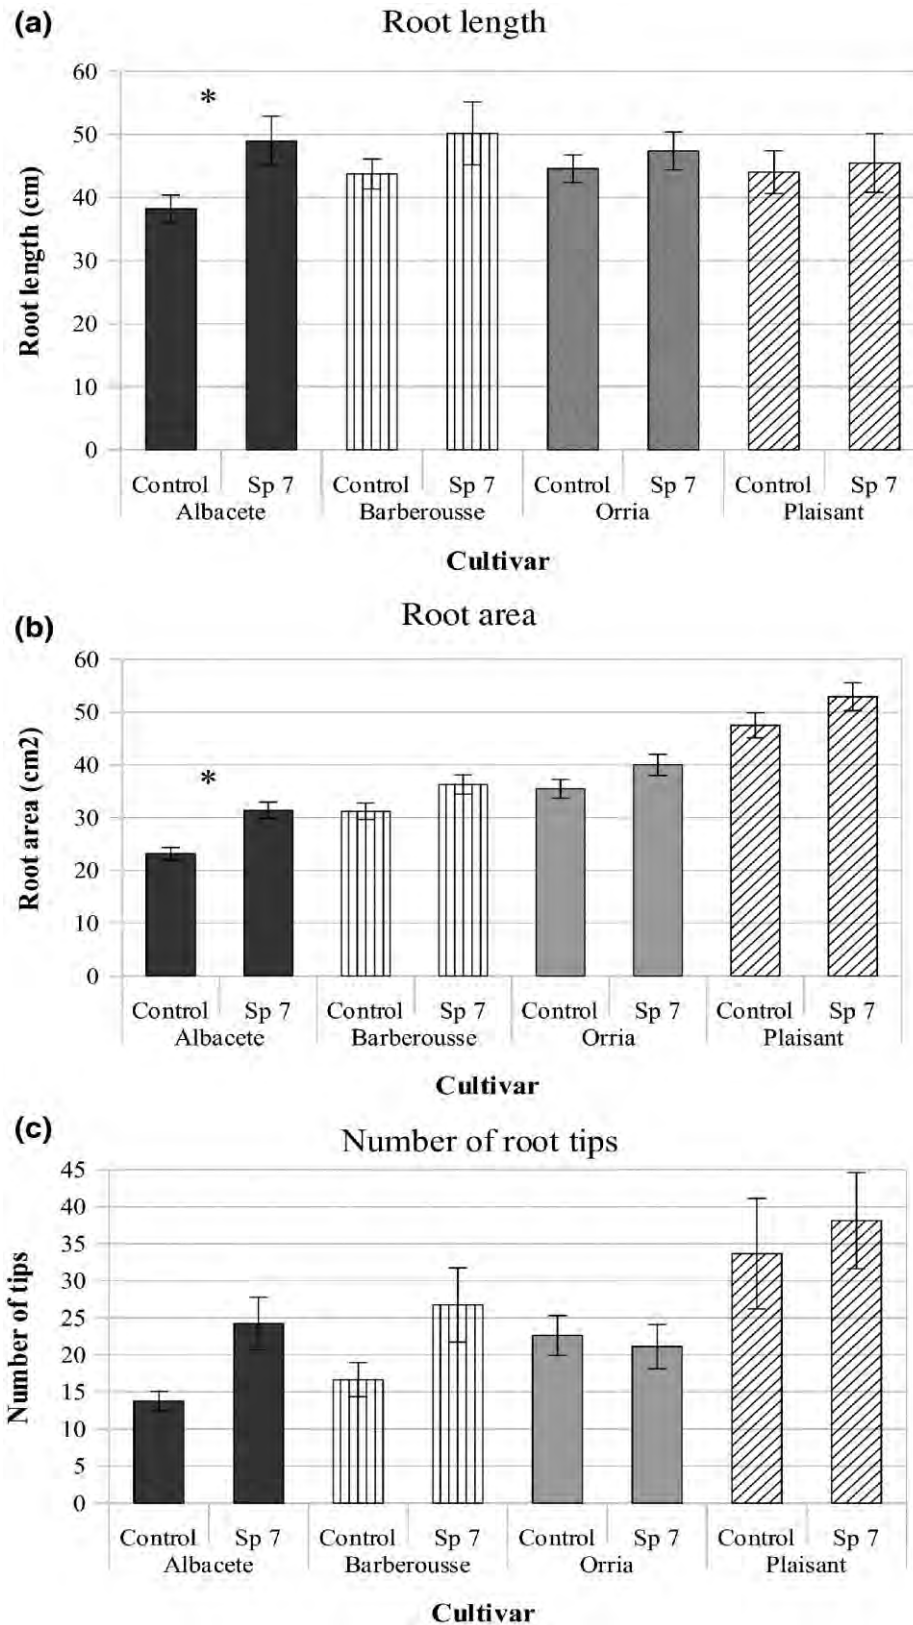 (a)
Root length
*
Root length (cm)
60
50
40
30
20
10
0
Control Sp 7 Control Sp 7 Control Sp 7 Control Sp 7
Albacete Barberousse Orria Plaisant
Cultivar
(b)
Root area
*
Root area (cm2)
60
50
40
30
20
10
0
Control Sp 7 Control Sp 7 Control Sp 7 Control Sp 7
Albacete Barberousse Orria Plaisant
Cultivar
(c)
Number of root tips
Number of tips
45
40
35
30
25
20
15
10
5
0
Control Sp 7 Control Sp 7 Control Sp 7 Control Sp 7
Albacete Barberousse Orria Plaisant
Cultivar